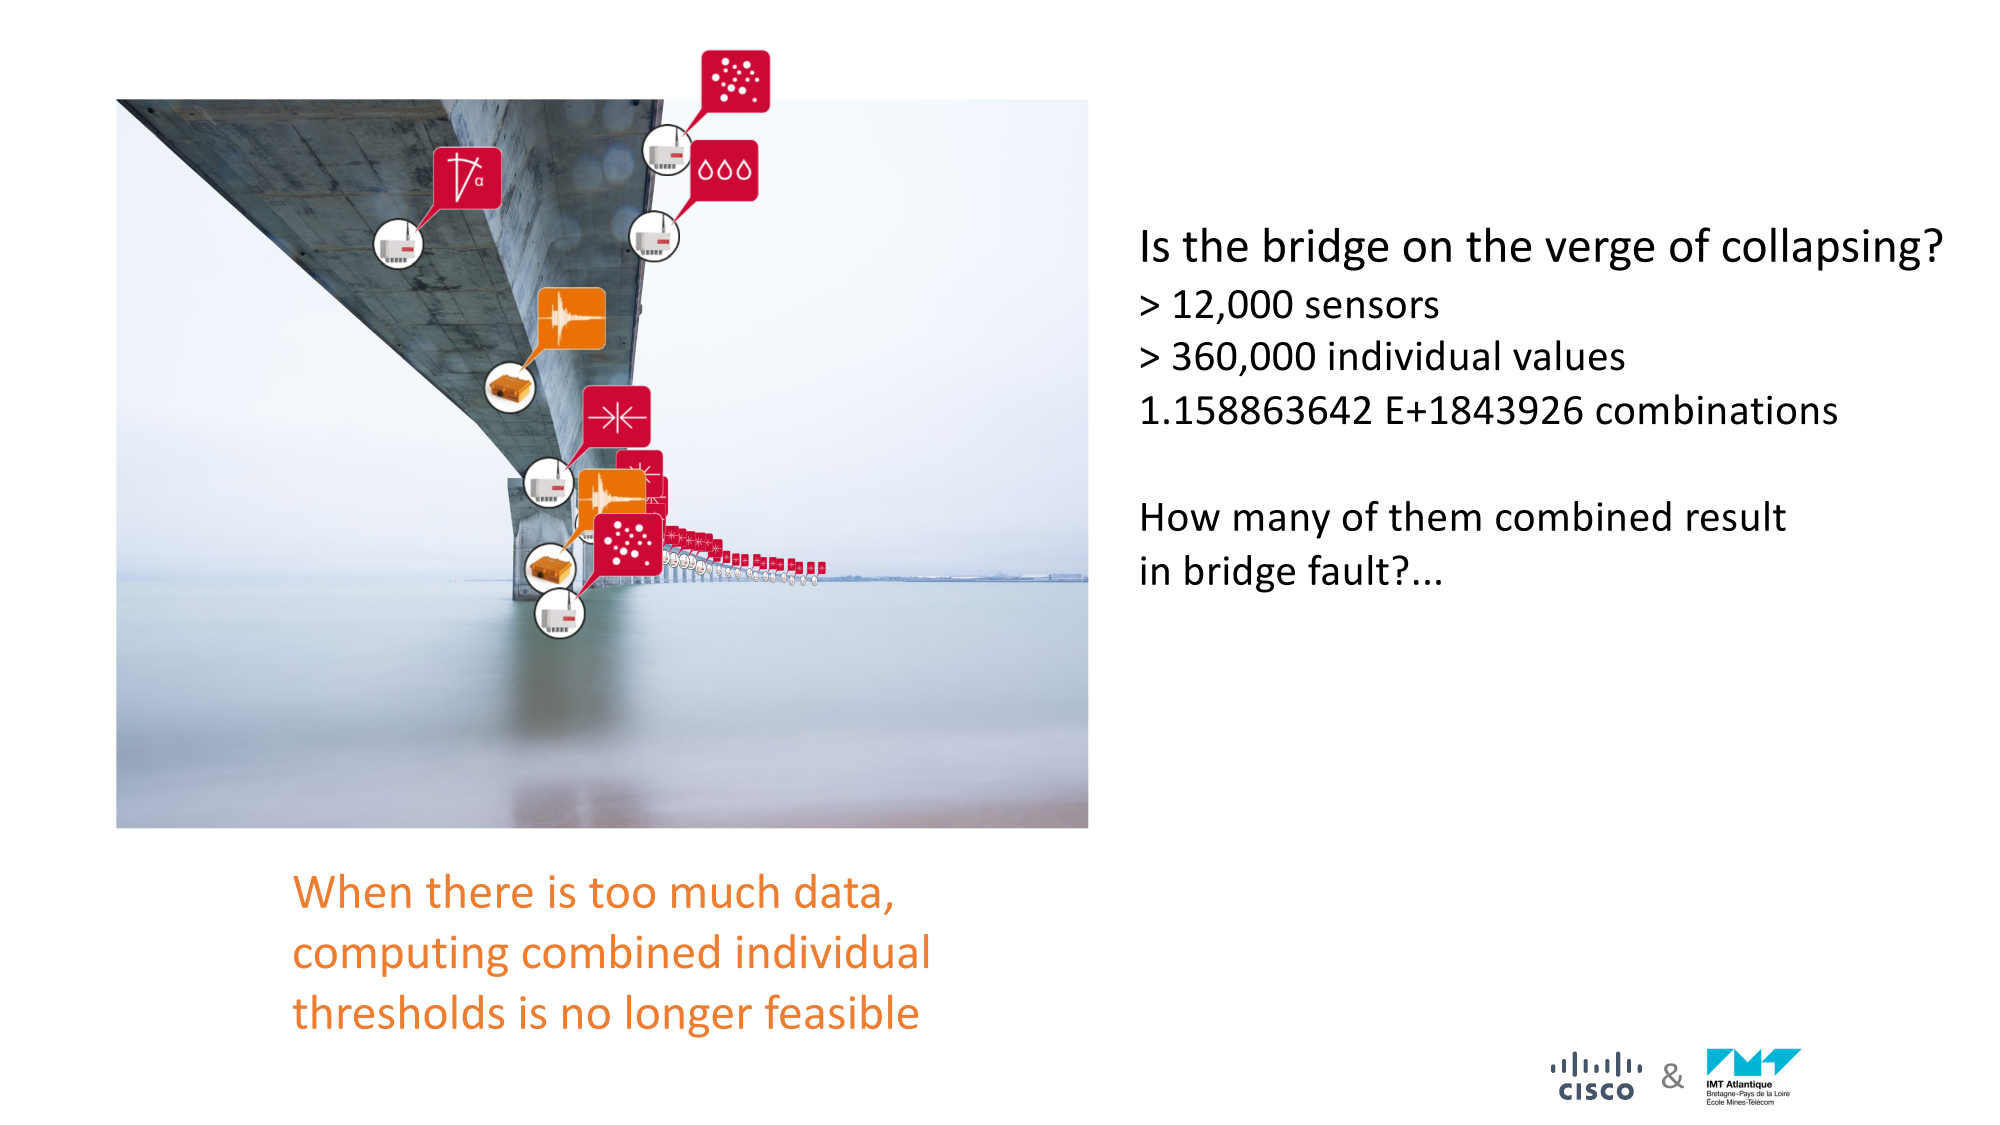 α
Is the bridge on the verge of collapsing?
> 12,000 sensors
> 360,000 individual values
1.158863642 E+1843926 combinations
How many of them combined result
in bridge fault?...
When there is too much data,
computing combined individual
thresholds is no longer feasible
CISCO
&
IMT Atlantique
Bretagne-Pays de la Loire
École Mines-Télécom